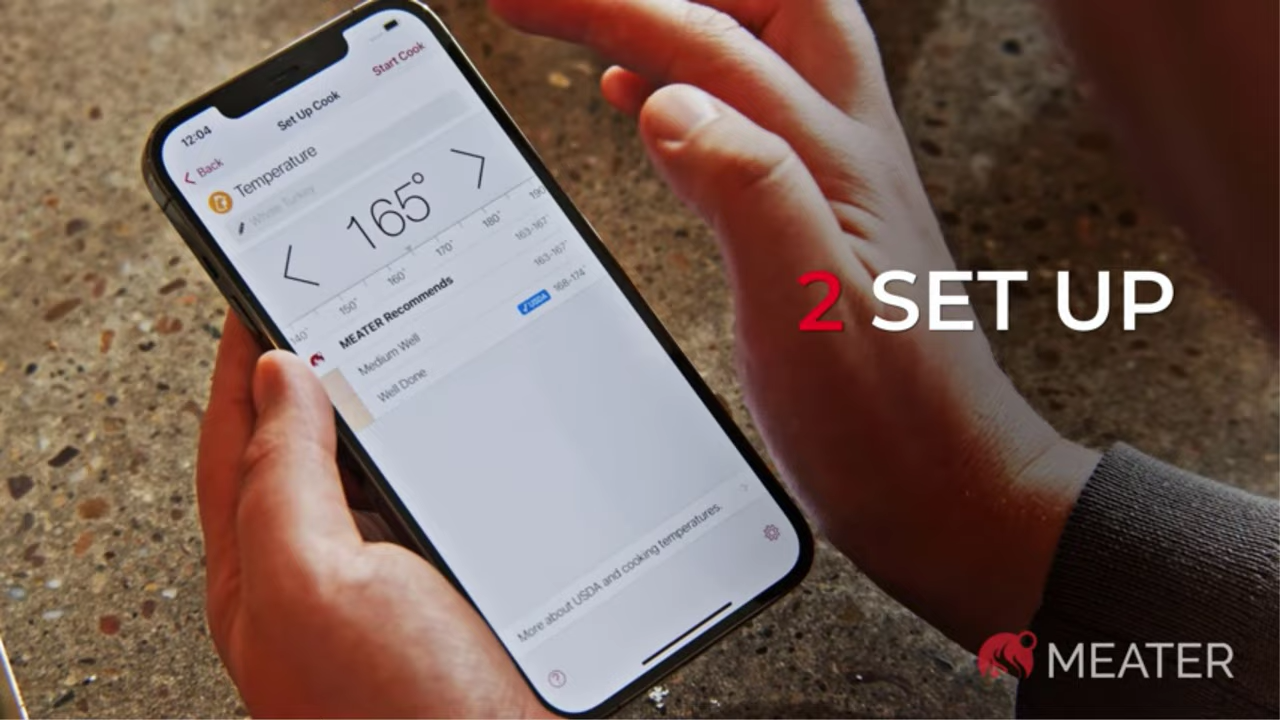 12:04
Back
Set Up Cook
Start Cook
Temperature
Whole Turkey
165°
140° 150° 160° 170° 180° 190
MEATER Recommends 163-167°
Medium Well 163-167°
Well Done USDA 168-174°
More about USDA and cooking temperatures.
2 SET UP
MEATER